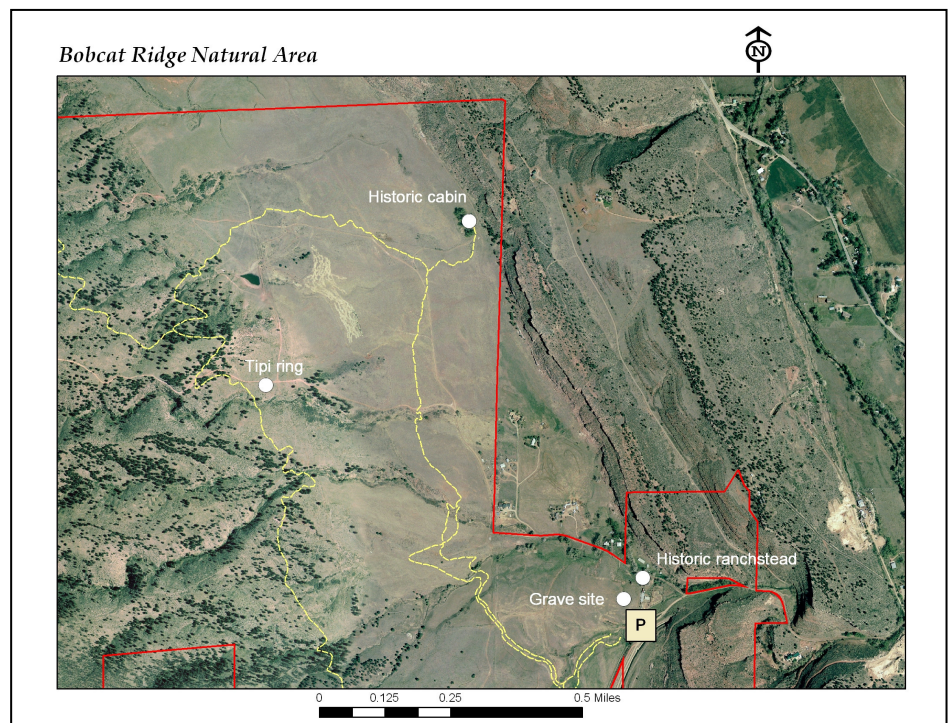 N
Bobcat Ridge Natural Area
Historic cabin
Tipi ring
Historic ranchstead
Grave site
P
0 0.125 0.25 0.5 Miles